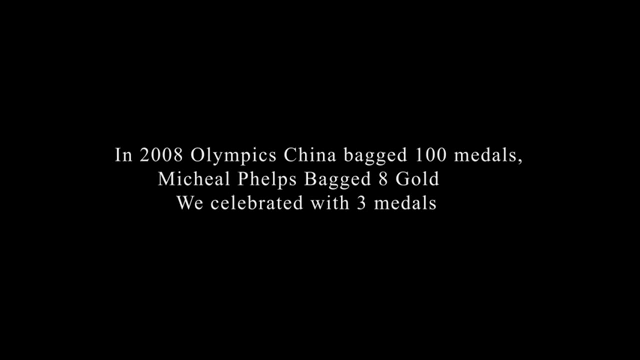 In 2008 Olympics China bagged 100 medals,
Micheal Phelps Bagged 8 Gold
We celebrated with 3 medals